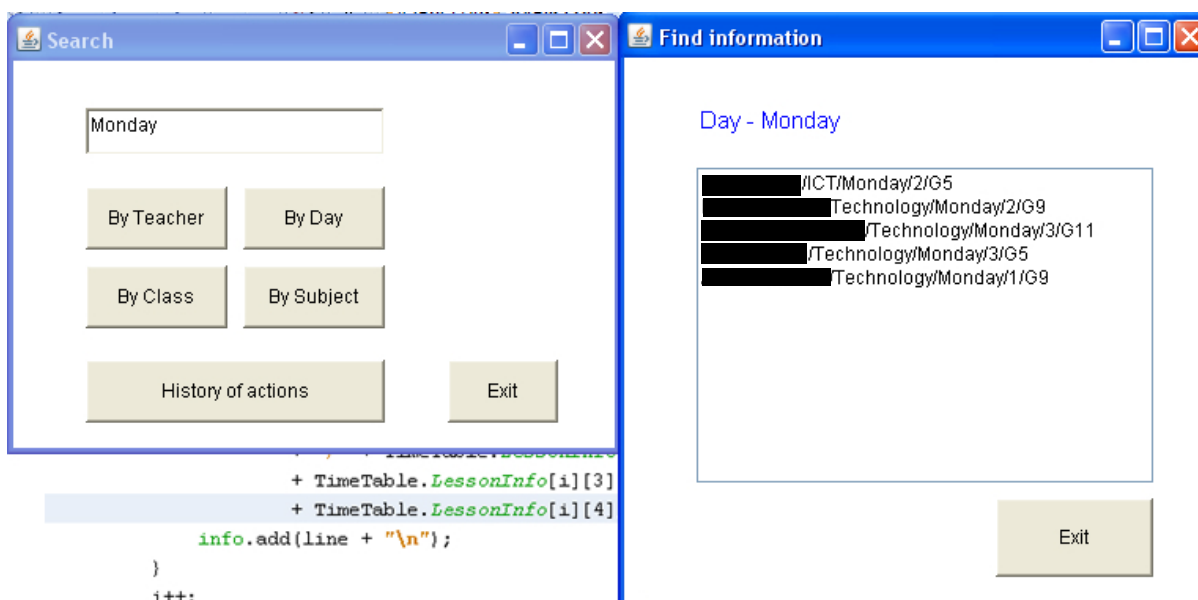 Search
Monday
By Teacher
By Day
By Class
By Subject
History of actions
Exit
+ TimeTable.LessonInfo[i][3]
+ TimeTable.LessonInfo[i][4]
info.add(line + "\n");
}
i++;
Find information
Day - Monday
/ICT/Monday/2/G5
Technology/Monday/2/G9
/Technology/Monday/3/G11
/Technology/Monday/3/G5
/Technology/Monday/1/G9
Exit